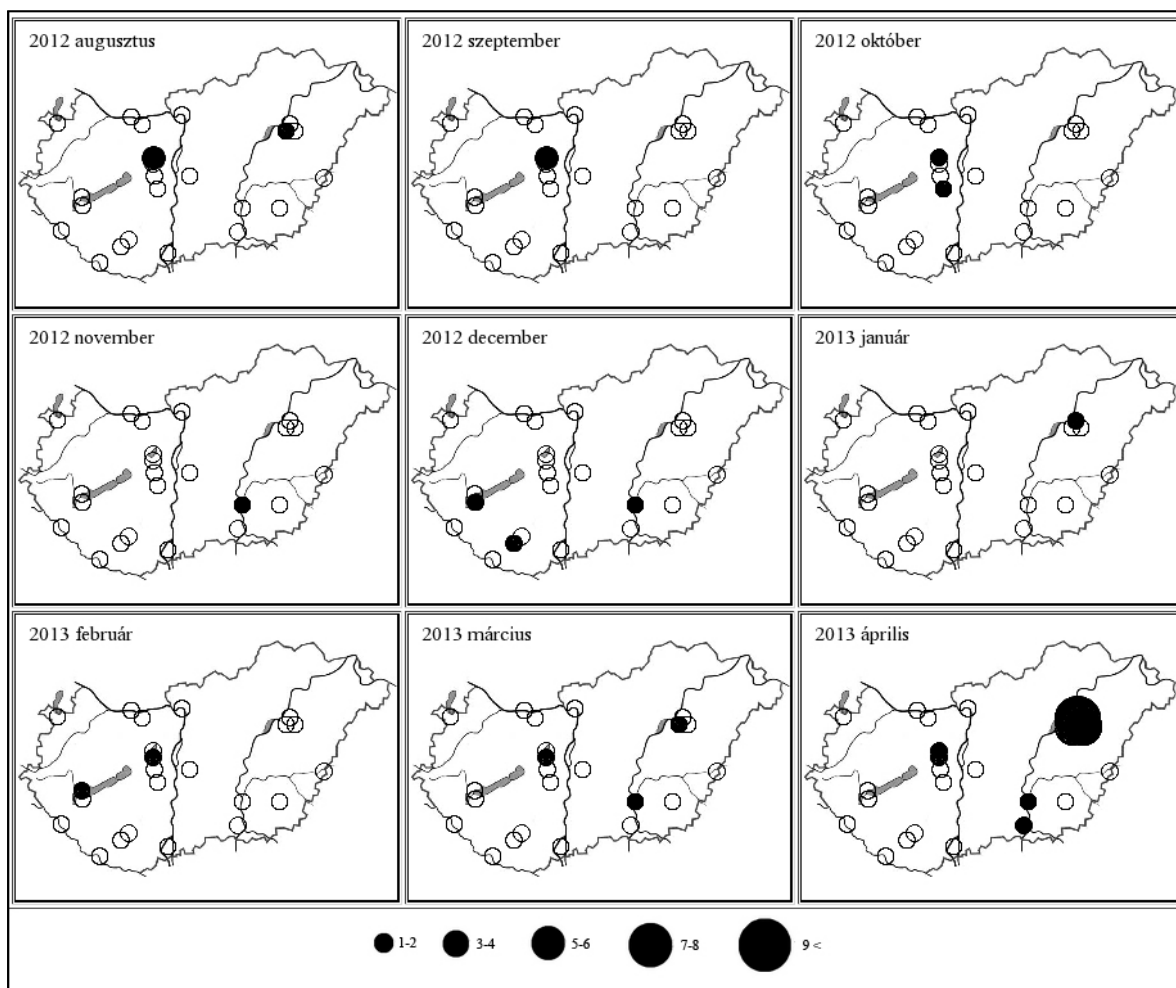 2012 augusztus
2012 szeptember
2012 október
2012 november
2012 december
2013 január
2013 február
2013 március
2013 április
1-2
3-4
5-6
7-8
9 <